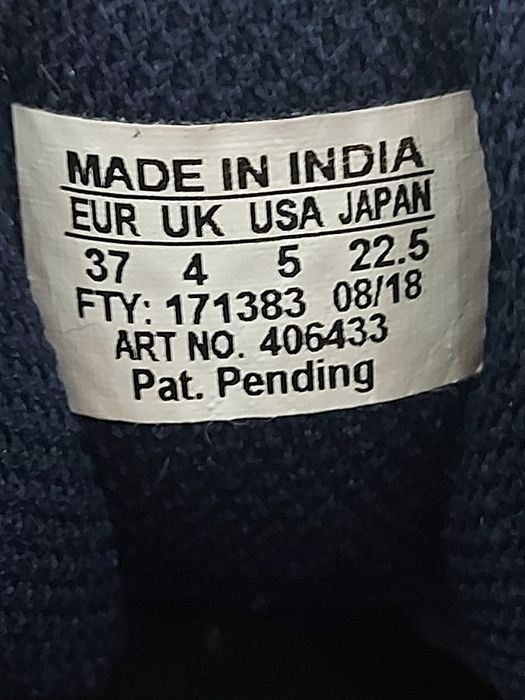 MADE IN INDIA
EUR UK USA JAPAN
37 4 5 22.5
FTY: 171383 08/18
ART NO. 406433
Pat. Pending